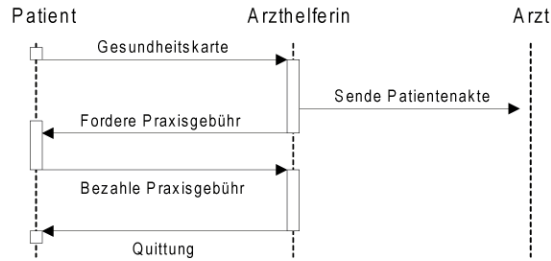 Patient Arzthelferin Arzt
Gesundheitskarte
Sende Patientenakte
Fordere Praxisgebühr
Bezahle Praxisgebühr
Quittung